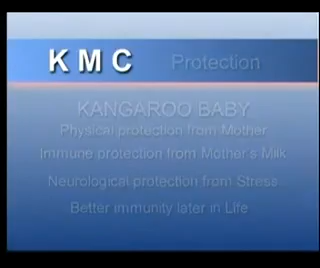 KMC Protection
KANGAROO BABY
Physical protection from Mother
Immune protection from Mother's Milk
Neurological protection from Stress
Better immunity later in Life